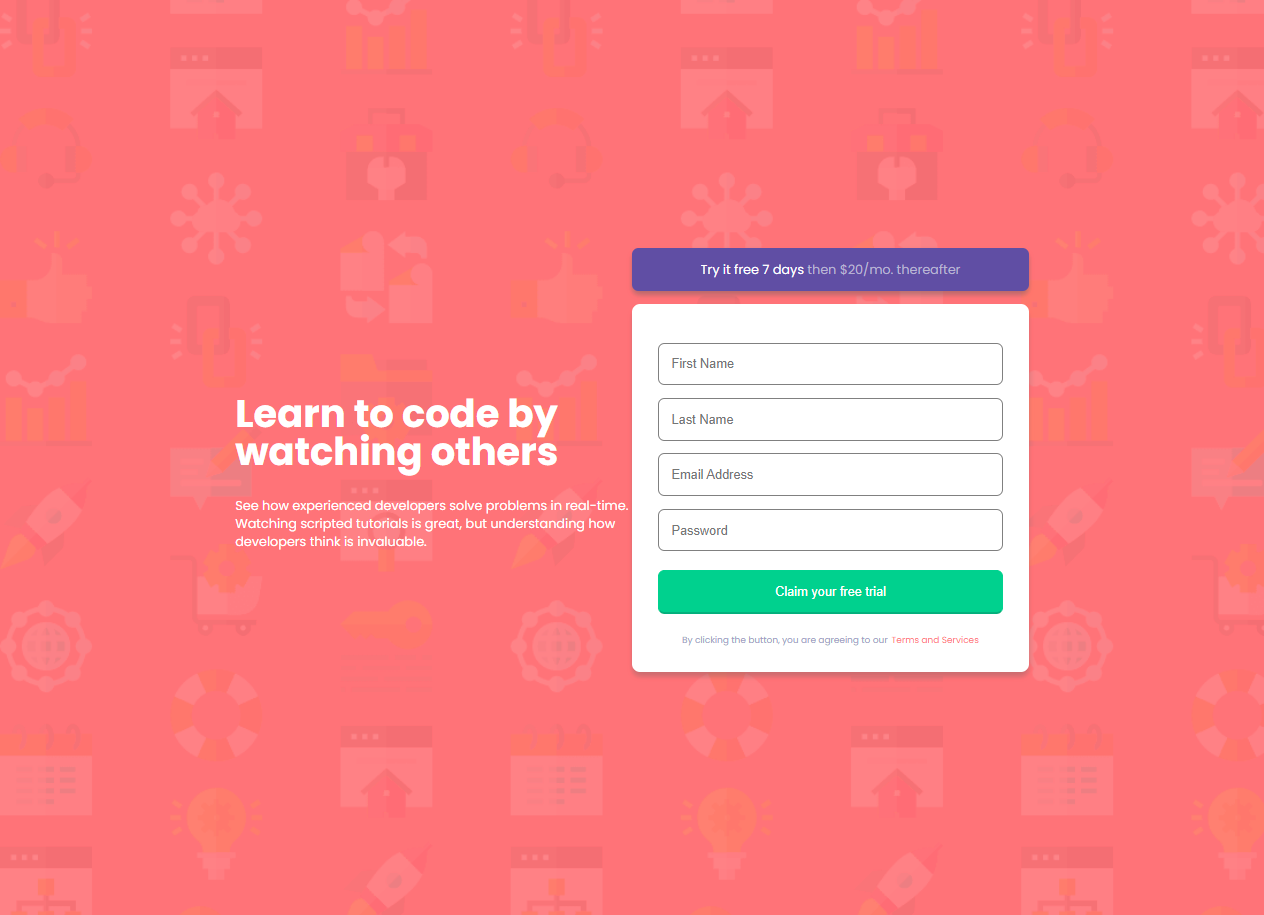 Learn to code by
watching others
See how experienced developers solve problems in real-time.
Watching scripted tutorials is great, but understanding how
developers think is invaluable.
Try it free 7 days then $20/mo. thereafter
First Name
Last Name
Email Address
Password
Claim your free trial
By clicking the button, you are agreeing to our Terms and Services